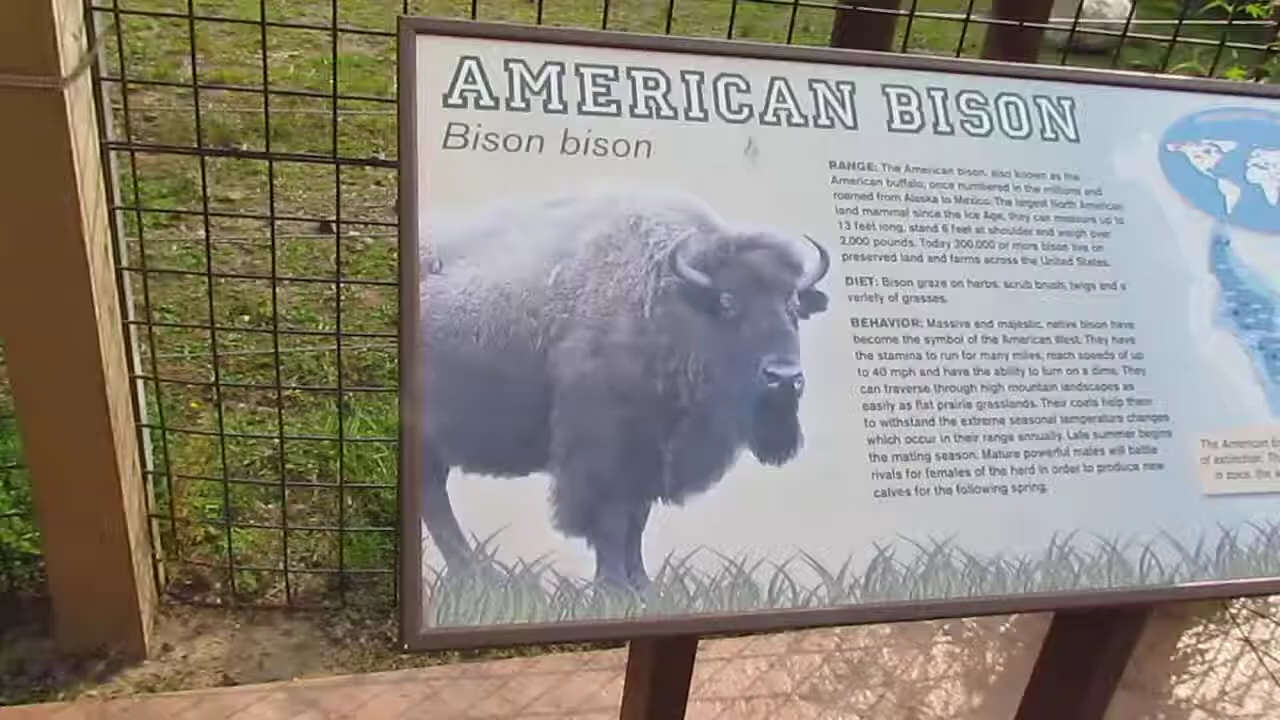 AMERICAN BISON
Bison bison
RANGE: The American bison, also known as the
American buffalo, once numbered in the millions and
roamed from Alaska to Mexico. The largest North American
land mammal since the Ice Age, they can measure up to
13 feet long, stand 6 feet at shoulder and weigh over
2,000 pounds. Today 300,000 or more bison live on
preserved land and farms across the United States.
DIET: Bison graze on herbs, scrub brush, twigs and a
variety of grasses.
BEHAVIOR: Massive and majestic, native bison have
become the symbol of the American West. They have
the stamina to run for many miles, reach speeds of up
to 40 mph and have the ability to turn on a dime. They
can traverse through high mountain landscapes as
easily as flat prairie grasslands. Their coats help them
to withstand the extreme seasonal temperature changes
which occur in their range annually. Late summer begins
the mating season. Mature powerful males will battle
rivals for females of the herd in order to produce new
calves for the following spring.
The American
of extinction.